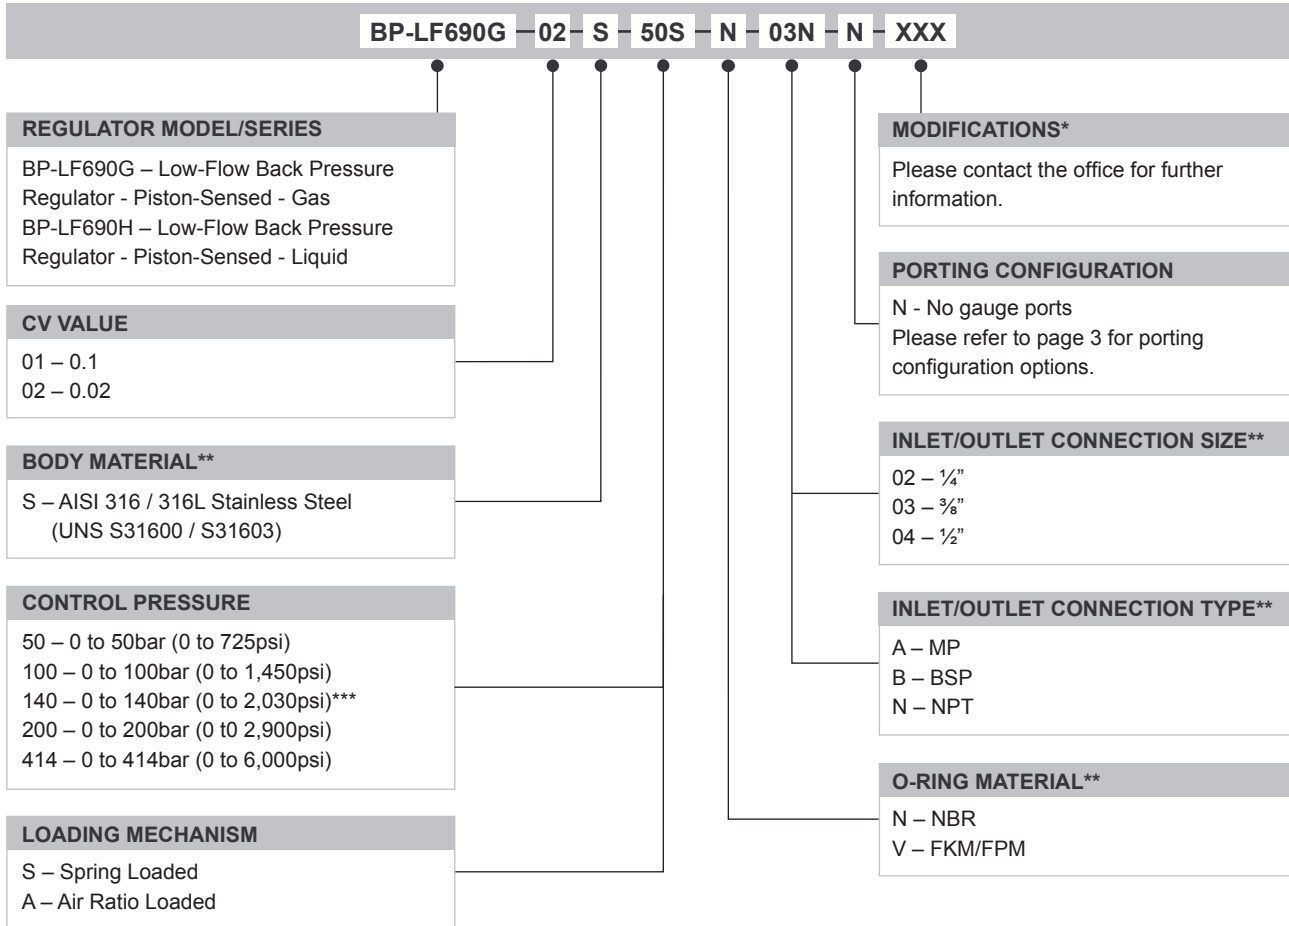 BP-LF690G – 02 – S – 50S – N – 03N – N – XXX
REGULATOR MODEL/SERIES
BP-LF690G – Low-Flow Back Pressure
Regulator - Piston-Sensed - Gas
BP-LF690H – Low-Flow Back Pressure
Regulator - Piston-Sensed - Liquid
CV VALUE
01 – 0.1
02 – 0.02
BODY MATERIAL**
S – AISI 316 / 316L Stainless Steel
(UNS S31600 / S31603)
CONTROL PRESSURE
50 – 0 to 50bar (0 to 725psi)
100 – 0 to 100bar (0 to 1,450psi)
140 – 0 to 140bar (0 to 2,030psi)***
200 – 0 to 200bar (0 t0 2,900psi)
414 – 0 to 414bar (0 to 6,000psi)
LOADING MECHANISM
S – Spring Loaded
A – Air Ratio Loaded
MODIFICATIONS*
Please contact the office for further
information.
PORTING CONFIGURATION
N - No gauge ports
Please refer to page 3 for porting
configuration options.
INLET/OUTLET CONNECTION SIZE**
02 – ¼”
03 – ⅜”
04 – ½”
INLET/OUTLET CONNECTION TYPE**
A – MP
B – BSP
N – NPT
O-RING MATERIAL**
N – NBR
V – FKM/FPM